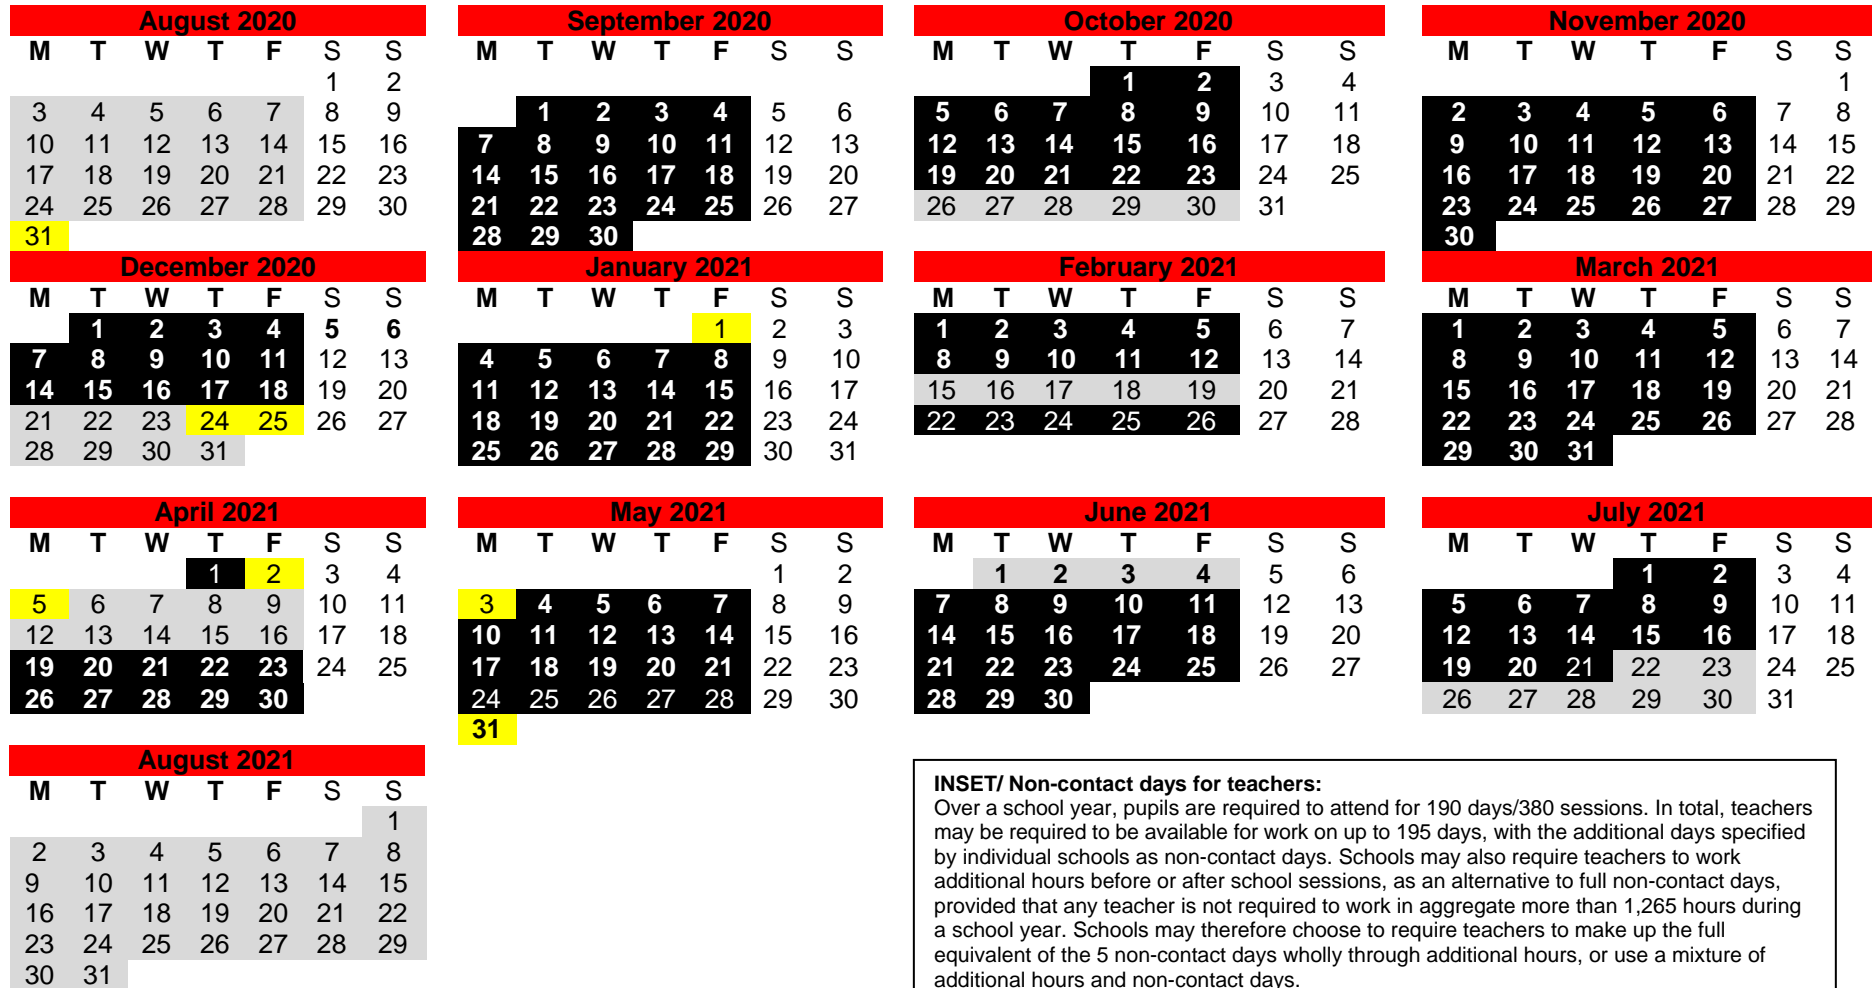 August 2020
M T W T F S S
1 2
3 4 5 6 7 8 9
10 11 12 13 14 15 16
17 18 19 20 21 22 23
24 25 26 27 28 29 30
31
September 2020
M T W T F S S
1 2 3 4 5 6
7 8 9 10 11 12 13
14 15 16 17 18 19 20
21 22 23 24 25 26 27
28 29 30
October 2020
M T W T F S S
1 2 3 4
5 6 7 8 9 10 11
12 13 14 15 16 17 18
19 20 21 22 23 24 25
26 27 28 29 30 31
November 2020
M T W T F S S
1
2 3 4 5 6 7 8
9 10 11 12 13 14 15
16 17 18 19 20 21 22
23 24 25 26 27 28 29
30
December 2020
M T W T F S S
1 2 3 4 5 6
7 8 9 10 11 12 13
14 15 16 17 18 19 20
21 22 23 24 25 26 27
28 29 30 31
January 2021
M T W T F S S
1 2 3
4 5 6 7 8 9 10
11 12 13 14 15 16 17
18 19 20 21 22 23 24
25 26 27 28 29 30 31
February 2021
M T W T F S S
1 2 3 4 5 6 7
8 9 10 11 12 13 14
15 16 17 18 19 20 21
22 23 24 25 26 27 28
March 2021
M T W T F S S
1 2 3 4 5 6 7
8 9 10 11 12 13 14
15 16 17 18 19 20 21
22 23 24 25 26 27 28
29 30 31
April 2021
M T W T F S S
1 2 3 4
5 6 7 8 9 10 11
12 13 14 15 16 17 18
19 20 21 22 23 24 25
26 27 28 29 30
May 2021
M T W T F S S
1 2
3 4 5 6 7 8 9
10 11 12 13 14 15 16
17 18 19 20 21 22 23
24 25 26 27 28 29 30
31
June 2021
M T W T F S S
1 2 3 4 5 6
7 8 9 10 11 12 13
14 15 16 17 18 19 20
21 22 23 24 25 26 27
28 29 30
July 2021
M T W T F S S
1 2 3 4
5 6 7 8 9 10 11
12 13 14 15 16 17 18
19 20 21 22 23 24 25
26 27 28 29 30 31
August 2021
M T W T F S S
1
2 3 4 5 6 7 8
9 10 11 12 13 14 15
16 17 18 19 20 21 22
23 24 25 26 27 28 29
30 31
INSET/ Non-contact days for teachers:
Over a school year, pupils are required to attend for 190 days/380 sessions. In total, teachers
may be required to be available for work on up to 195 days, with the additional days specified
by individual schools as non-contact days. Schools may also require teachers to work
additional hours before or after school sessions, as an alternative to full non-contact days,
provided that any teacher is not required to work in aggregate more than 1,265 hours during
a school year. Schools may therefore choose to require teachers to make up the full
equivalent of the 5 non-contact days wholly through additional hours, or use a mixture of
additional hours and non-contact days.